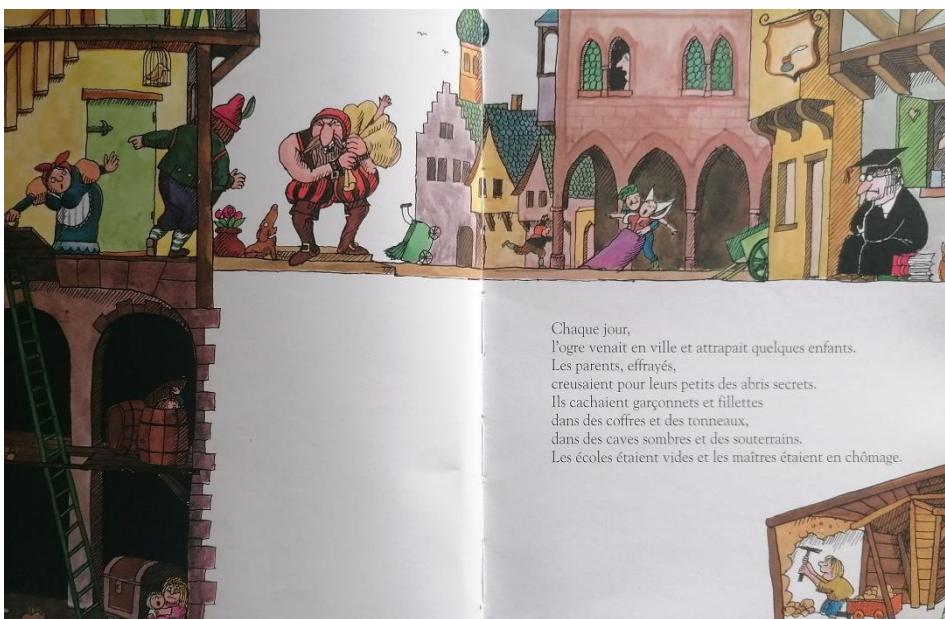 Chaque jour,
l'ogre venait en ville et attrapait quelques enfants.
Les parents, effrayés,
creusaient pour leurs petits des abris secrets.
Ils cachaient garçonnets et fillettes
dans des coffres et des tonneaux,
dans des caves sombres et des souterrains.
Les écoles étaient vides et les maîtres étaient en chômage.